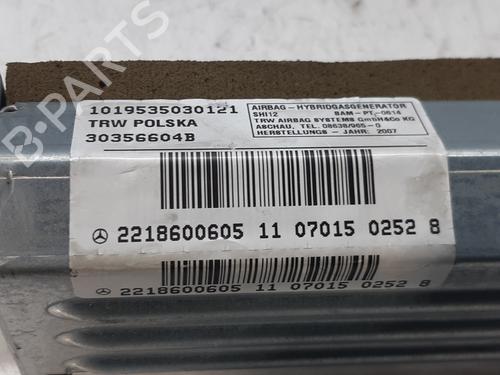 1019535030121
TRW POLSKA
30356604B
AIRBAG - HYBRIDGASGENERATOR
SHI12 BAM-PT-0614
TRW AIRBAG SYSTEMS GmbH&Co KG
ASCHAU, TEL. 08638/965-0
HERSTELLUNGS - JAHR: 2007
2218600605 11 07015 0252 8
2218600605 11 07015 0252 8